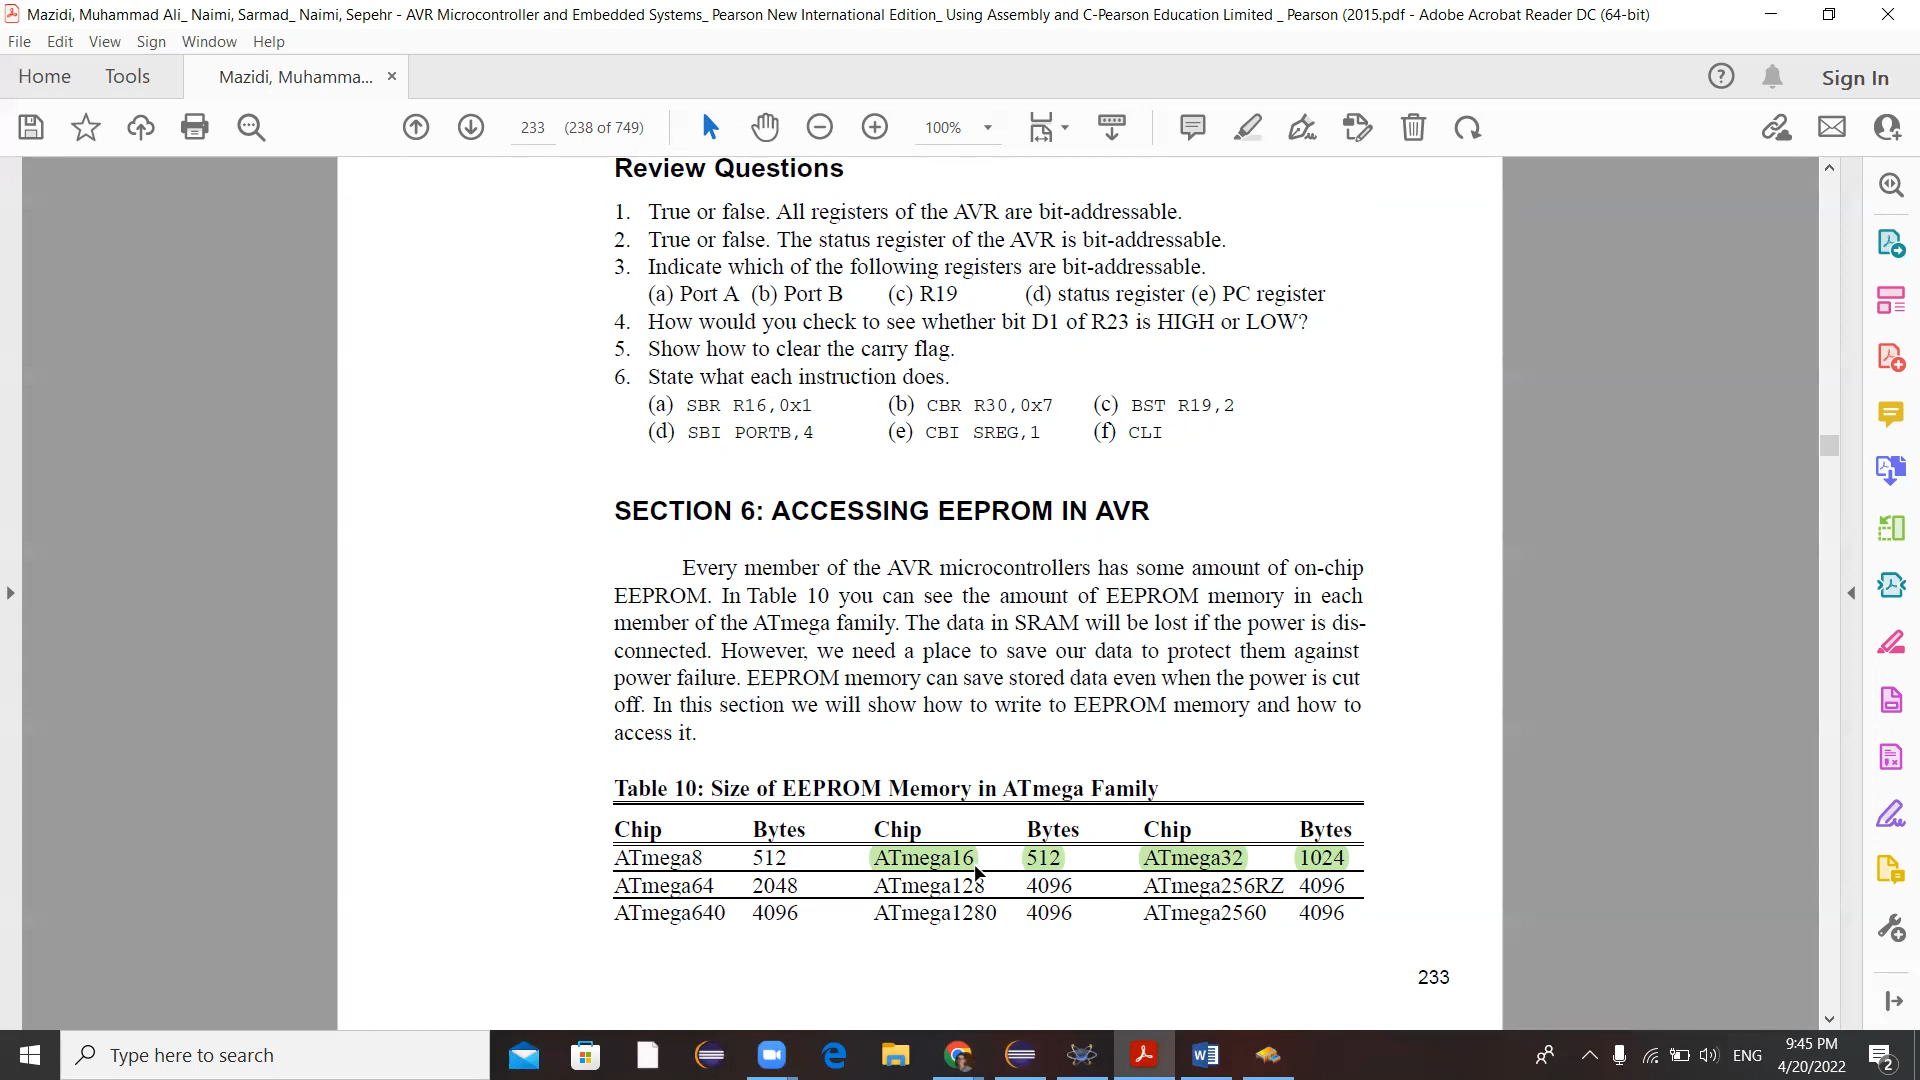 Mazidi, Muhammad Ali_ Naimi, Sarmad_ Naimi, Sepehr - AVR Microcontroller and Embedded Systems_ Pearson New International Edition_ Using Assembly and C-Pearson Education Limited _ Pearson (2015.pdf - Adobe Acrobat Reader DC (64-bit)
File Edit View Sign Window Help
Home Tools Mazidi, Muhamma... × Sign In
233 (238 of 749) 100%
Review Questions
1. True or false. All registers of the AVR are bit-addressable.
2. True or false. The status register of the AVR is bit-addressable.
3. Indicate which of the following registers are bit-addressable.
(a) Port A (b) Port B (c) R19 (d) status register (e) PC register
4. How would you check to see whether bit D1 of R23 is HIGH or LOW?
5. Show how to clear the carry flag.
6. State what each instruction does.
(a) SBR R16,0x1 (b) CBR R30,0x7 (c) BST R19,2
(d) SBI PORTB,4 (e) CBI SREG,1 (f) CLI
SECTION 6: ACCESSING EEPROM IN AVR
Every member of the AVR microcontrollers has some amount of on-chip
EEPROM. In Table 10 you can see the amount of EEPROM memory in each
member of the ATmega family. The data in SRAM will be lost if the power is dis-
connected. However, we need a place to save our data to protect them against
power failure. EEPROM memory can save stored data even when the power is cut
off. In this section we will show how to write to EEPROM memory and how to
access it.
Table 10: Size of EEPROM Memory in ATmega Family
Chip Bytes Chip Bytes Chip Bytes
ATmega8 512 ATmega16 512 ATmega32 1024
ATmega64 2048 ATmega128 4096 ATmega256RZ 4096
ATmega640 4096 ATmega1280 4096 ATmega2560 4096
233
Type here to search
ENG
9:45 PM
4/20/2022
2